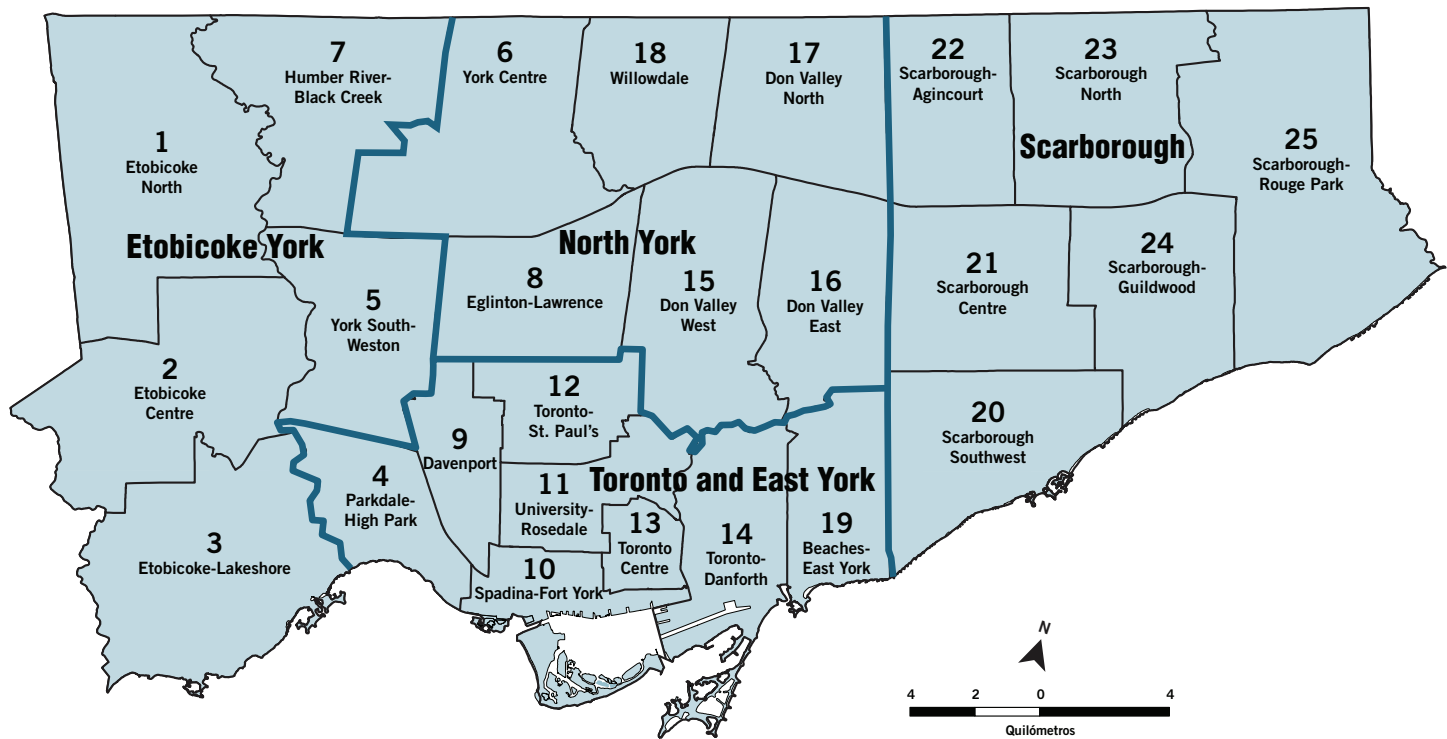 7
Humber River-
Black Creek
6
York Centre
18
Willowdale
17
Don Valley
North
22
Scarborough-
Agincourt
23
Scarborough
North
1
Etobicoke
North
Scarborough
25
Scarborough-
Rouge Park
Etobicoke York
North York
5
York South-
Weston
8
Eglinton-Lawrence
15
Don Valley
West
16
Don Valley
East
21
Scarborough
Centre
24
Scarborough-
Guildwood
2
Etobicoke
Centre
12
Toronto-
St. Paul's
9
Davenport
20
Scarborough
Southwest
4
Parkdale-
High Park
Toronto and East York
11
University-
Rosedale
13
Toronto
Centre
14
Toronto-
Danforth
19
Beaches-
East York
3
Etobicoke-Lakeshore
10
Spadina-Fort York
N
4 2 0 4
Quilómetros